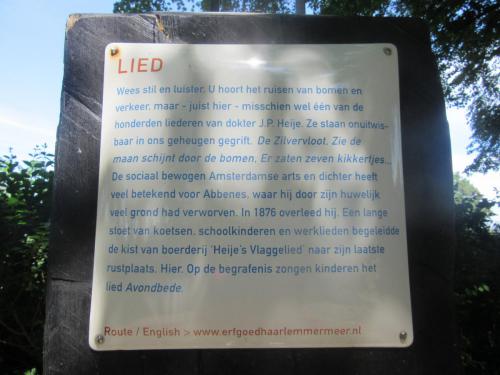 LIED
Wees stil en luister. U hoort het ruisen van bomen en
verkeer, maar - juist hier - misschien wel één van de
honderden liederen van dokter J.P. Heije. Ze staan onuitwis-
baar in ons geheugen gegrift. De Zilvervloot, Zie de
maan schijnt door de bomen, Er zaten zeven kikkertjes...
De sociaal bewogen Amsterdamse arts en dichter heeft
veel betekend voor Abbenes, waar hij door zijn huwelijk
veel grond had verworven. In 1876 overleed hij. Een lange
stoet van koetsen, schoolkinderen en werklieden begeleidde
de kist van boerderij 'Heije's Vlaggelied' naar zijn laatste
rustplaats. Hier. Op de begrafenis zongen kinderen het
lied Avondbede.
Route / English > www.erfgoedhaarlemmermeer.nl